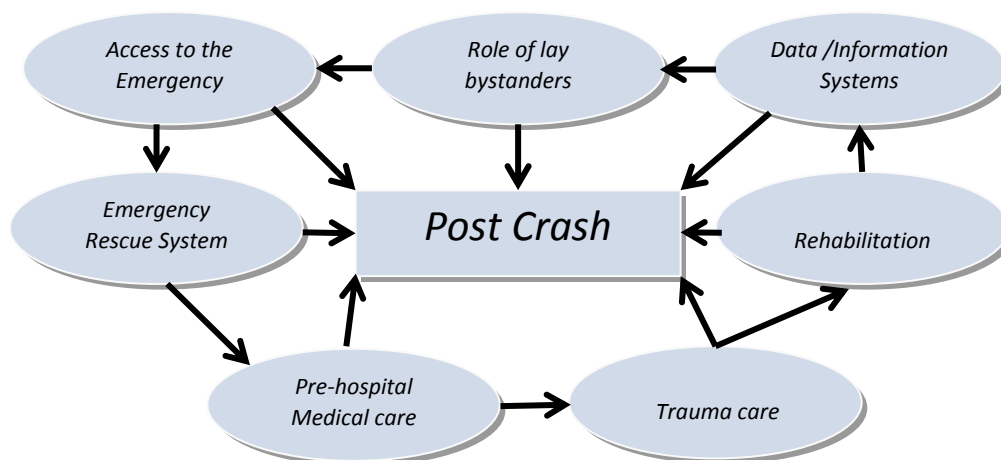 Access to the
Emergency
Role of lay
bystanders
Data /Information
Systems
Emergency
Rescue System
Post Crash
Rehabilitation
Pre-hospital
Medical care
Trauma care